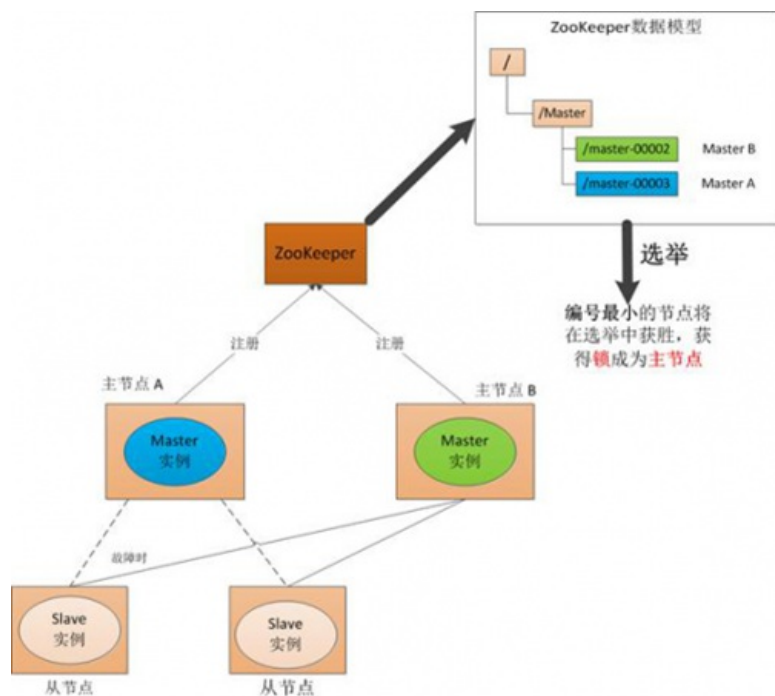 ZooKeeper数据模型
/
/Master
/master-00002 Master B
/master-00003 Master A
选举
编号最小的节点将
在选举中获胜，获
得锁成为主节点
ZooKeeper
注册 注册
主节点 A 主节点 B
Master
实例
Master
实例
故障时
Slave
实例
Slave
实例
从节点 从节点